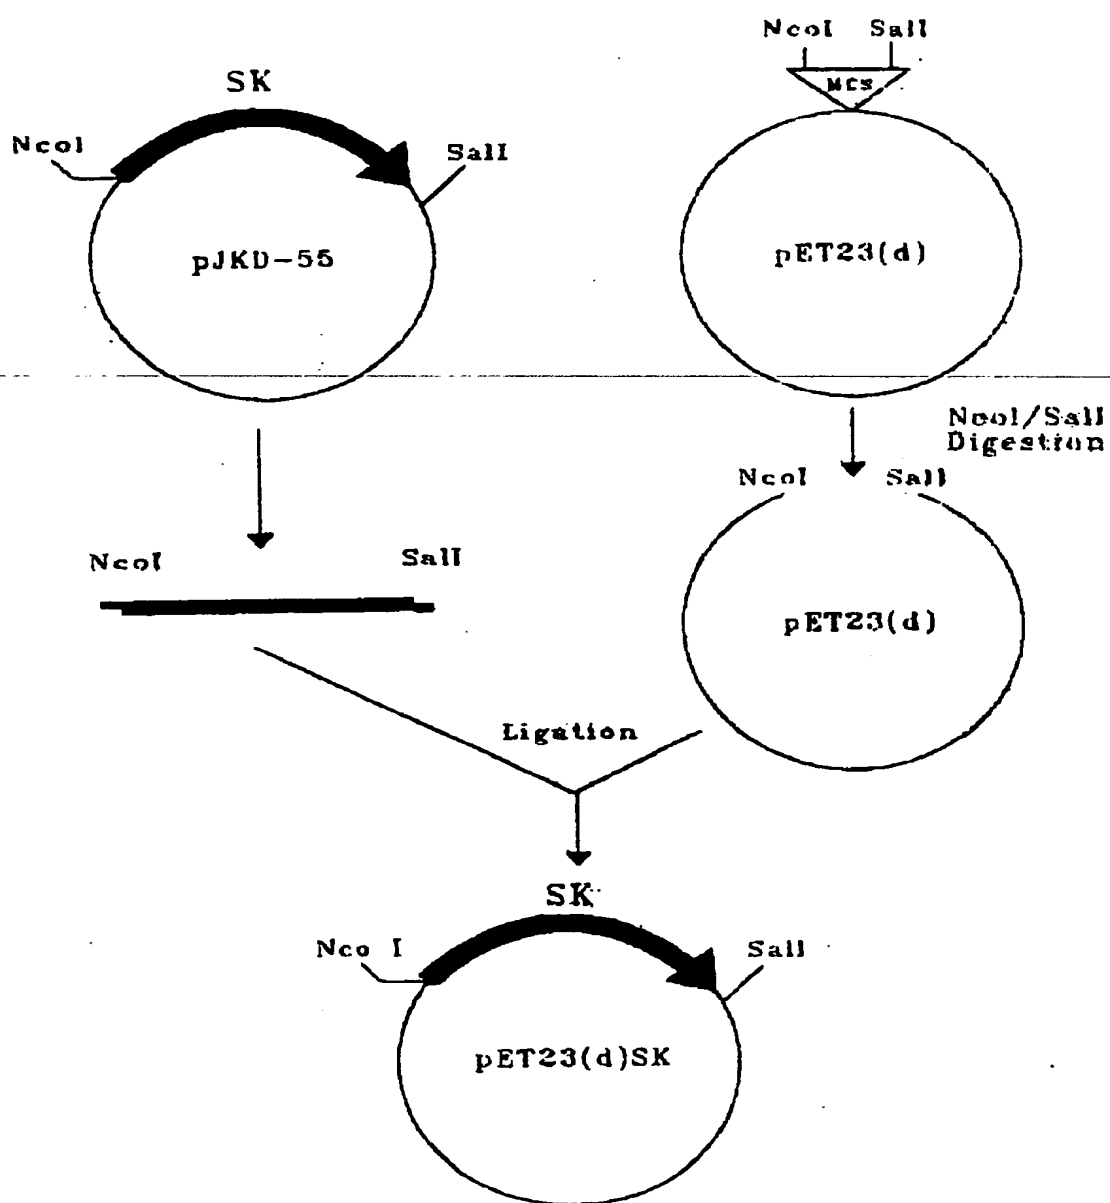 NcoI SalI
MCS
SK
NcoI
SalI
pJKD-55
pET23(d)
NcoI/SalI
Digestion
NcoI SalI
NcoI SalI
pET23(d)
Ligation
SK
Nco I
SalI
pET23(d)SK